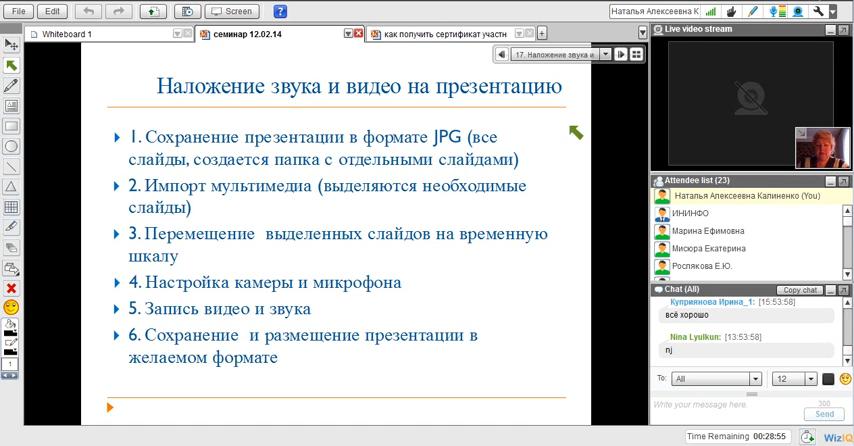 File Edit Screen Наталья Алексеевна К
Whiteboard 1 семинар 12.02.14 как получить сертификат участн
17. Наложение звука и
Наложение звука и видео на презентацию
1. Сохранение презентации в формате JPG (все
слайды, создается папка с отдельными слайдами)
2. Импорт мультимедиа (выделяются необходимые
слайды)
3. Перемещение выделенных слайдов на временную
шкалу
4. Настройка камеры и микрофона
5. Запись видео и звука
6. Сохранение и размещение презентации в
желаемом формате
1
Live video stream
Attendee list (23)
Наталья Алексеевна Калиненко (You)
ИНИНФО
Марина Ефимовна
Мисюра Екатерина
Рослякова Е.Ю.
Chat (All) Copy chat
Куприянова Ирина_1: [15:53:58]
всё хорошо
Nina Lyulkun: [13:53:58]
nj
To: All 12
Write your message here. 300
Send
Time Remaining 00:28:55 WizIQ